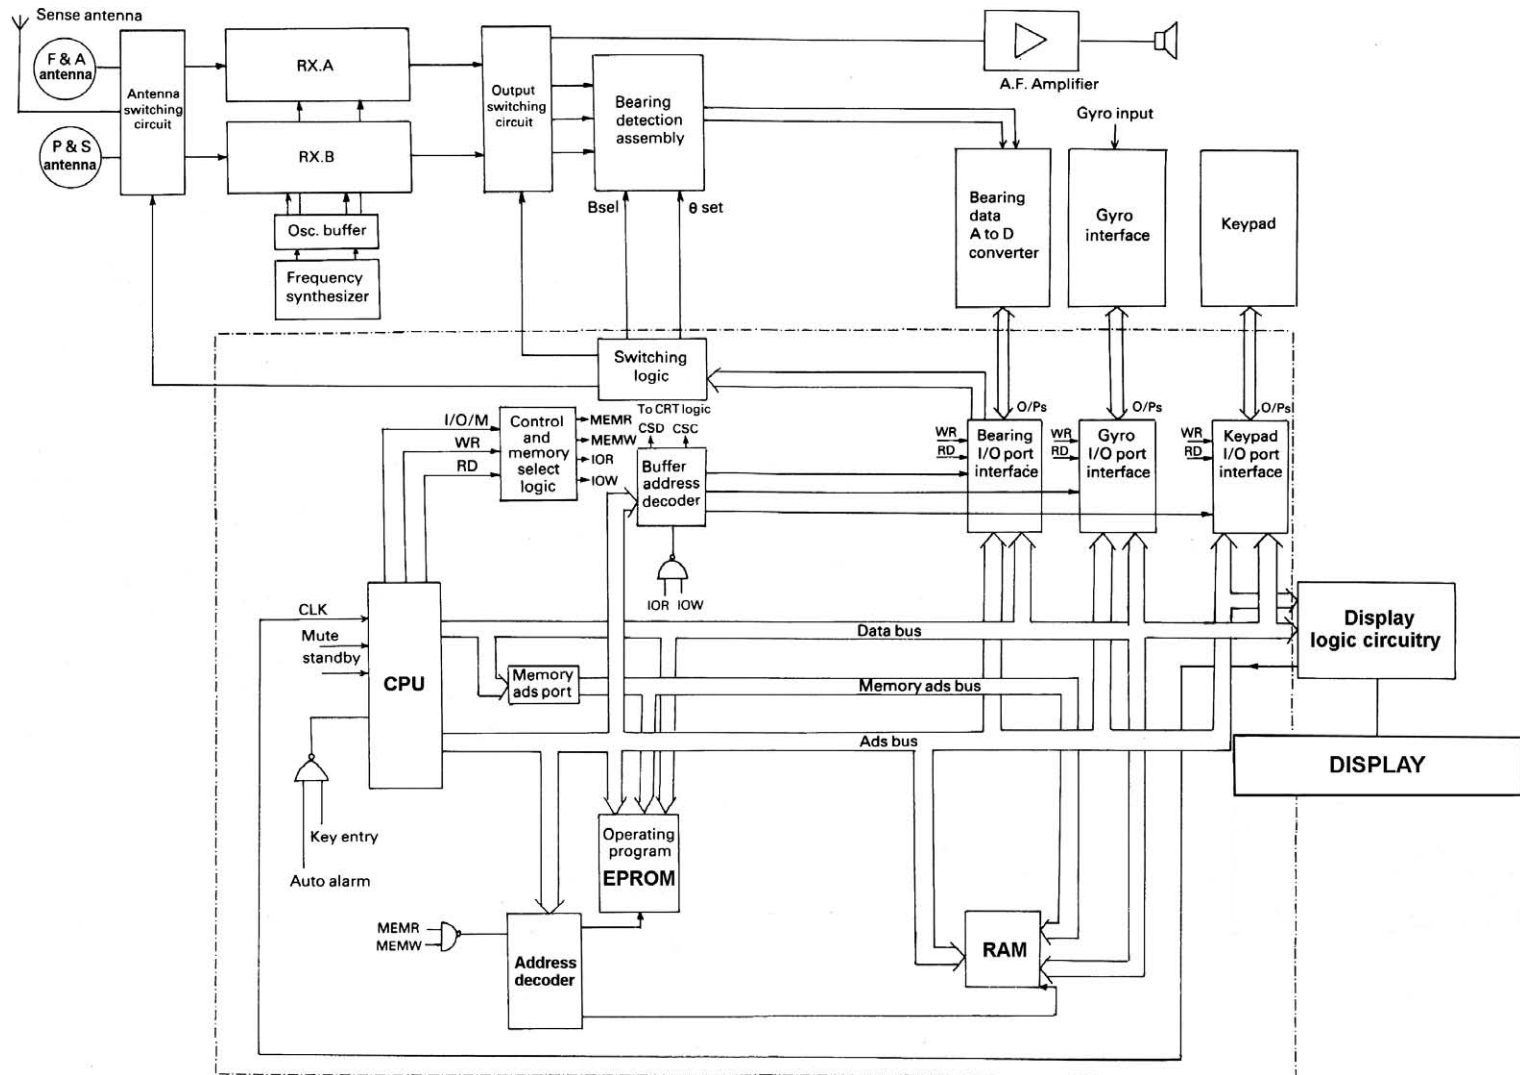 Sense antenna
F & A
antenna
P & S
antenna
Antenna
switching
circuit
RX.A
RX.B
Osc. buffer
Frequency
synthesizer
Output
switching
circuit
Bearing
detection
assembly
Bsel
θ set
A.F. Amplifier
Gyro input
Bearing
data
A to D
converter
Gyro
interface
Keypad
Switching
logic
To CRT logic
CSD
CSC
I/O/M
WR
RD
Control
and
memory
select
logic
MEMR
MEMW
IOR
IOW
Buffer
address
decoder
IOR
IOW
O/Ps
WR
RD
Bearing
I/O port
interface
O/Ps
WR
RD
Gyro
I/O port
interface
O/Ps
WR
RD
Keypad
I/O port
interface
CLK
Mute
standby
CPU
Key entry
Auto alarm
Data bus
Memory
ads port
Memory ads bus
Ads bus
Display
logic circuitry
DISPLAY
Operating
program
EPROM
MEMR
MEMW
Address
decoder
RAM